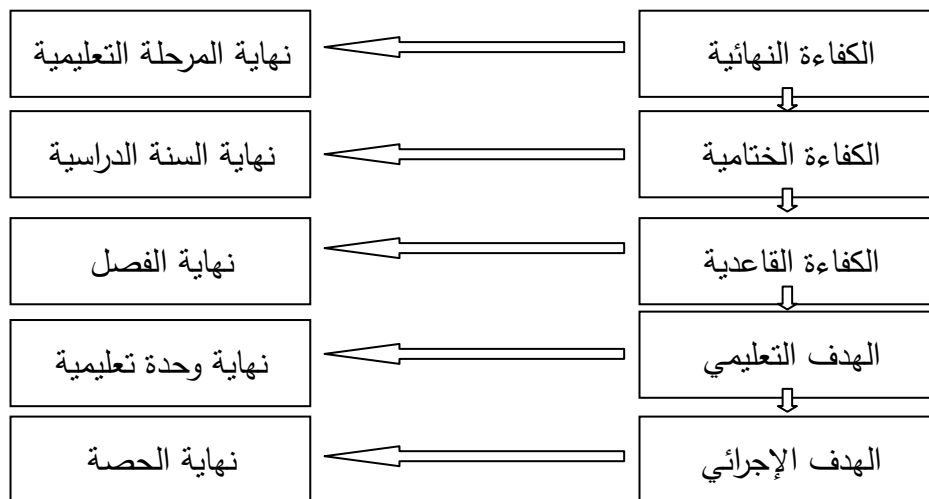 الكفاءة النهائية
نهاية المرحلة التعليمية
الكفاءة الختامية
نهاية السنة الدراسية
الكفاءة القاعدية
نهاية الفصل
الهدف التعليمي
نهاية وحدة تعليمية
الهدف الإجرائي
نهاية الحصة